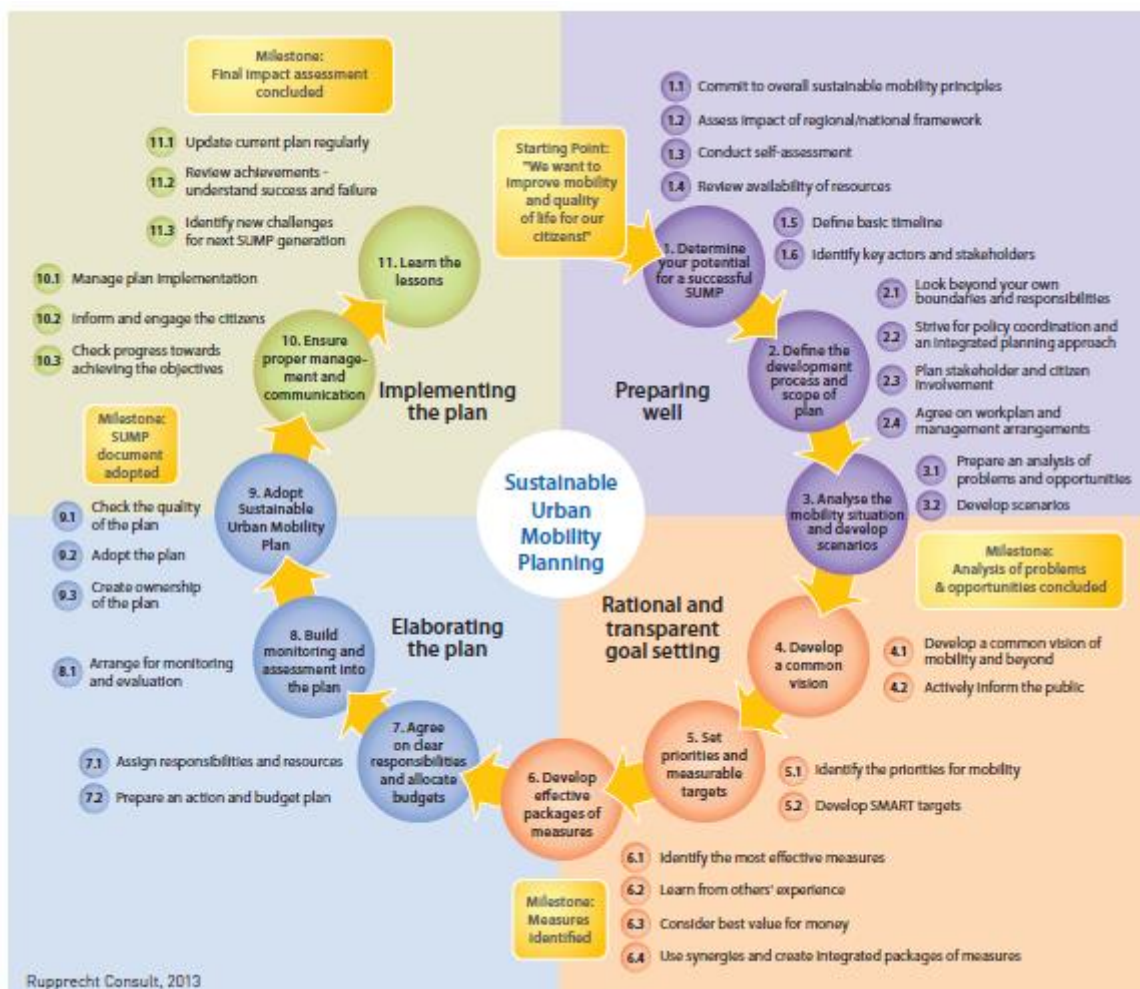 Starting Point:
"We want to
improve mobility
and quality
of life for our
citizens!"
1.1 Commit to overall sustainable mobility principles
1.2 Assess impact of regional/national framework
1.3 Conduct self-assessment
1.4 Review availability of resources
1.5 Define basic timeline
1.6 Identify key actors and stakeholders
1. Determine
your potential
for a successful
SUMP
2.1 Look beyond your own
boundaries and responsibilities
2.2 Strive for policy coordination and
an integrated planning approach
2.3 Plan stakeholder and citizen
involvement
2.4 Agree on workplan and
management arrangements
2. Define the
development
process and
scope of
plan
Preparing
well
3.1 Prepare an analysis of
problems and opportunities
3.2 Develop scenarios
3. Analyse the
mobility situation
and develop
scenarios
Milestone:
Analysis of problems
& opportunities concluded
Sustainable
Urban
Mobility
Planning
Rational and
transparent
goal setting
4. Develop
a common
vision
4.1 Develop a common vision of
mobility and beyond
4.2 Actively inform the public
5. Set
priorities and
measurable
targets
5.1 Identify the priorities for mobility
5.2 Develop SMART targets
6. Develop
effective
packages of
measures
6.1 Identify the most effective measures
6.2 Learn from others' experience
6.3 Consider best value for money
6.4 Use synergies and create integrated packages of measures
Milestone:
Measures
identified
7. Agree
on clear
responsibilities
and allocate
budgets
7.1 Assign responsibilities and resources
7.2 Prepare an action and budget plan
Elaborating
the plan
8. Build
monitoring and
assessment into
the plan
8.1 Arrange for monitoring
and evaluation
9. Adopt
Sustainable
Urban Mobility
Plan
9.1 Check the quality
of the plan
9.2 Adopt the plan
9.3 Create ownership
of the plan
Milestone:
SUMP
document
adopted
Implementing
the plan
10. Ensure
proper manage-
ment and
communication
10.1 Manage plan implementation
10.2 Inform and engage the citizens
10.3 Check progress towards
achieving the objectives
11. Learn the
lessons
11.1 Update current plan regularly
11.2 Review achievements -
understand success and failure
11.3 Identify new challenges
for next SUMP generation
Milestone:
Final impact assessment
concluded
Rupprecht Consult, 2013